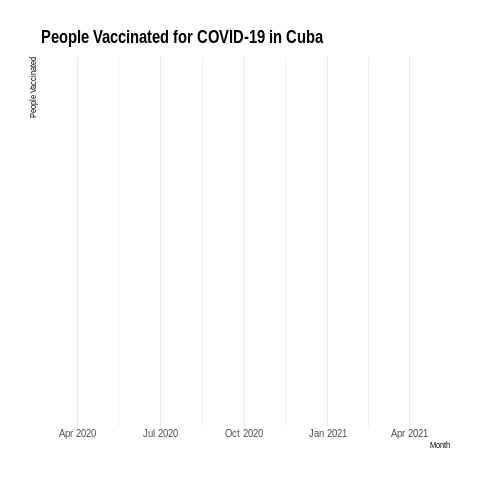 People Vaccinated for COVID-19 in Cuba
People Vaccinated
Apr 2020
Jul 2020
Oct 2020
Jan 2021
Apr 2021
Month